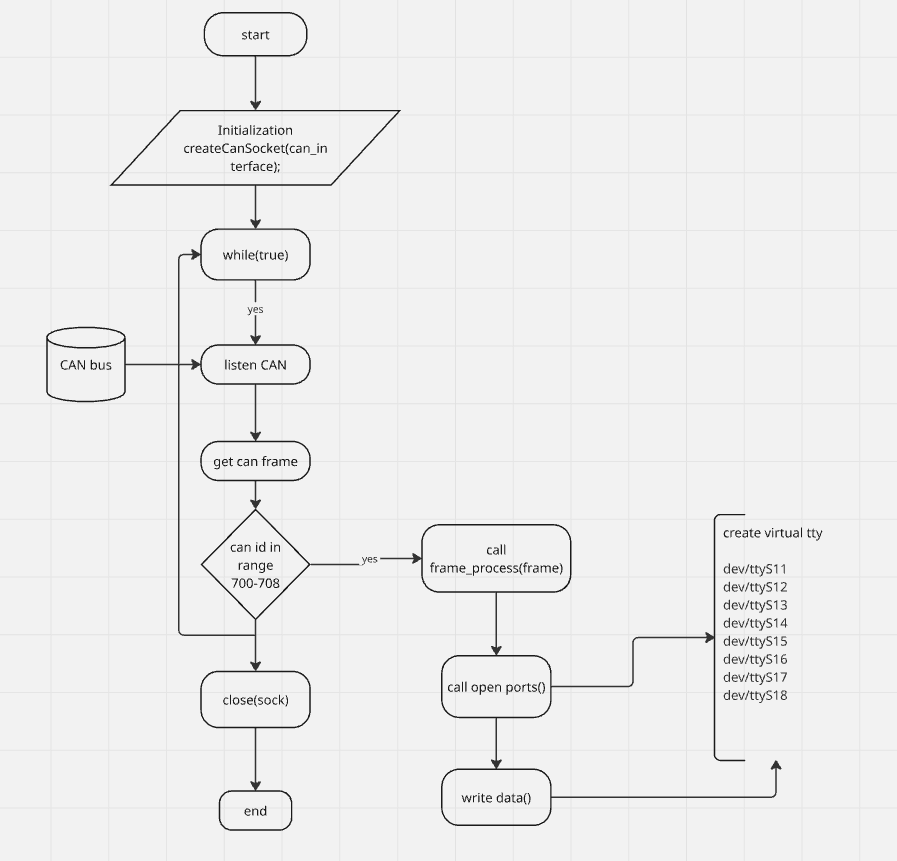 start
Initialization
createCanSocket(can_in
terface);
while(true)
yes
CAN bus
listen CAN
get can frame
can id in
range
700-708
yes
call
frame_process(frame)
create virtual tty
dev/ttyS11
dev/ttyS12
dev/ttyS13
dev/ttyS14
dev/ttyS15
dev/ttyS16
dev/ttyS17
dev/ttyS18
call open ports()
close(sock)
write data()
end